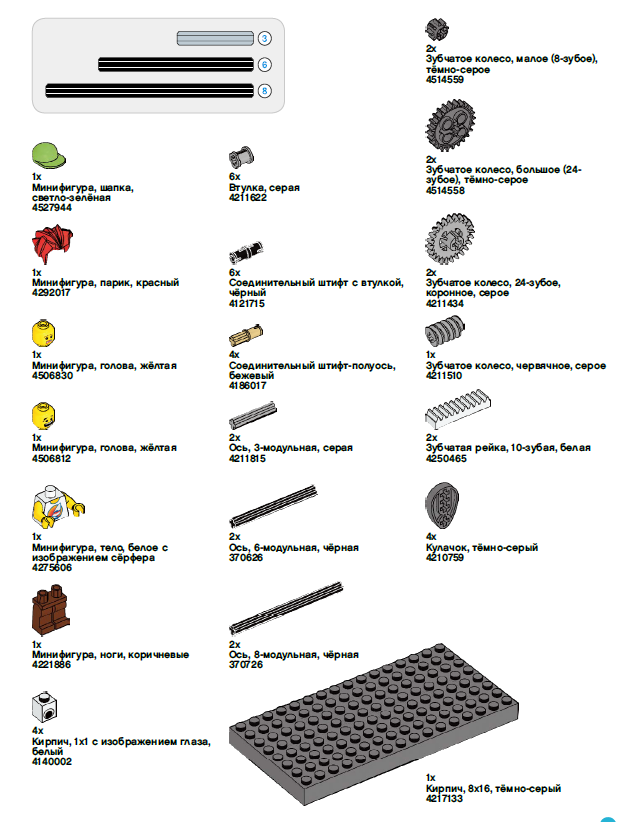 3
6
8
1x
Минифигура, шапка,
светло-зелёная
4527944
1x
Минифигура, парик, красный
4292017
1x
Минифигура, голова, жёлтая
4506830
1x
Минифигура, голова, жёлтая
4506812
1x
Минифигура, тело, белое с
изображением сёрфера
4275606
1x
Минифигура, ноги, коричневые
4221886
4x
Кирпич, 1x1 с изображением глаза,
белый
4140002
6x
Втулка, серая
4211622
6x
Соединительный штифт с втулкой,
чёрный
4121715
4x
Соединительный штифт-полуось,
бежевый
4186017
2x
Ось, 3-модульная, серая
4211815
2x
Ось, 6-модульная, чёрная
370626
2x
Ось, 8-модульная, чёрная
370726
2x
Зубчатое колесо, малое (8-зубое),
тёмно-серое
4514559
2x
Зубчатое колесо, большое (24-
зубое), тёмно-серое
4514558
2x
Зубчатое колесо, 24-зубое,
коронное, серое
4211434
1x
Зубчатое колесо, червячное, серое
4211510
2x
Зубчатая рейка, 10-зубая, белая
4250465
4x
Кулачок, тёмно-серый
4210759
1x
Кирпич, 8x16, тёмно-серый
4217133